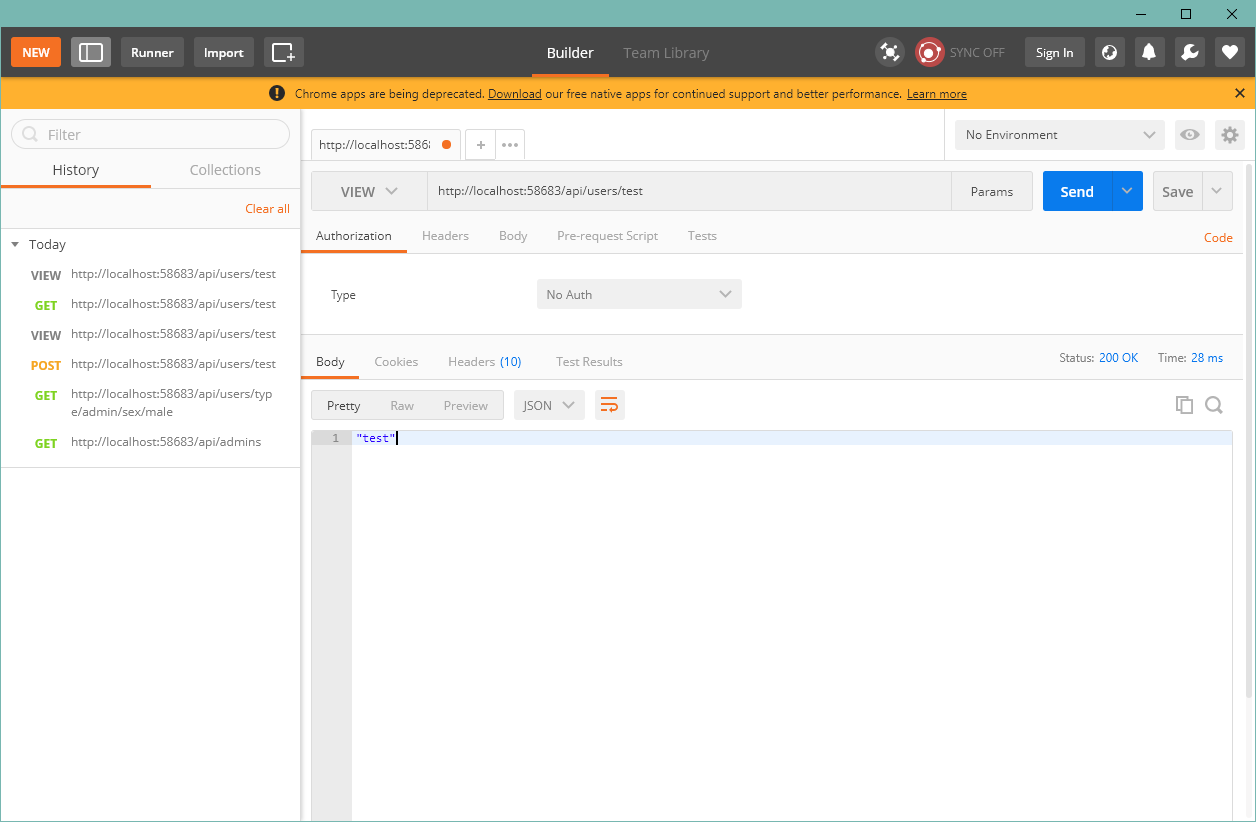 NEW Runner Import Builder Team Library SYNC OFF Sign In
Chrome apps are being deprecated. Download our free native apps for continued support and better performance. Learn more
Filter
History Collections
Clear all
Today
VIEW http://localhost:58683/api/users/test
GET http://localhost:58683/api/users/test
VIEW http://localhost:58683/api/users/test
POST http://localhost:58683/api/users/test
GET http://localhost:58683/api/users/typ
e/admin/sex/male
GET http://localhost:58683/api/admins
http://localhost:5868 No Environment
VIEW http://localhost:58683/api/users/test Params Send Save
Authorization Headers Body Pre-request Script Tests Code
Type No Auth
Body Cookies Headers (10) Test Results Status: 200 OK Time: 28 ms
Pretty Raw Preview JSON
1 "test"